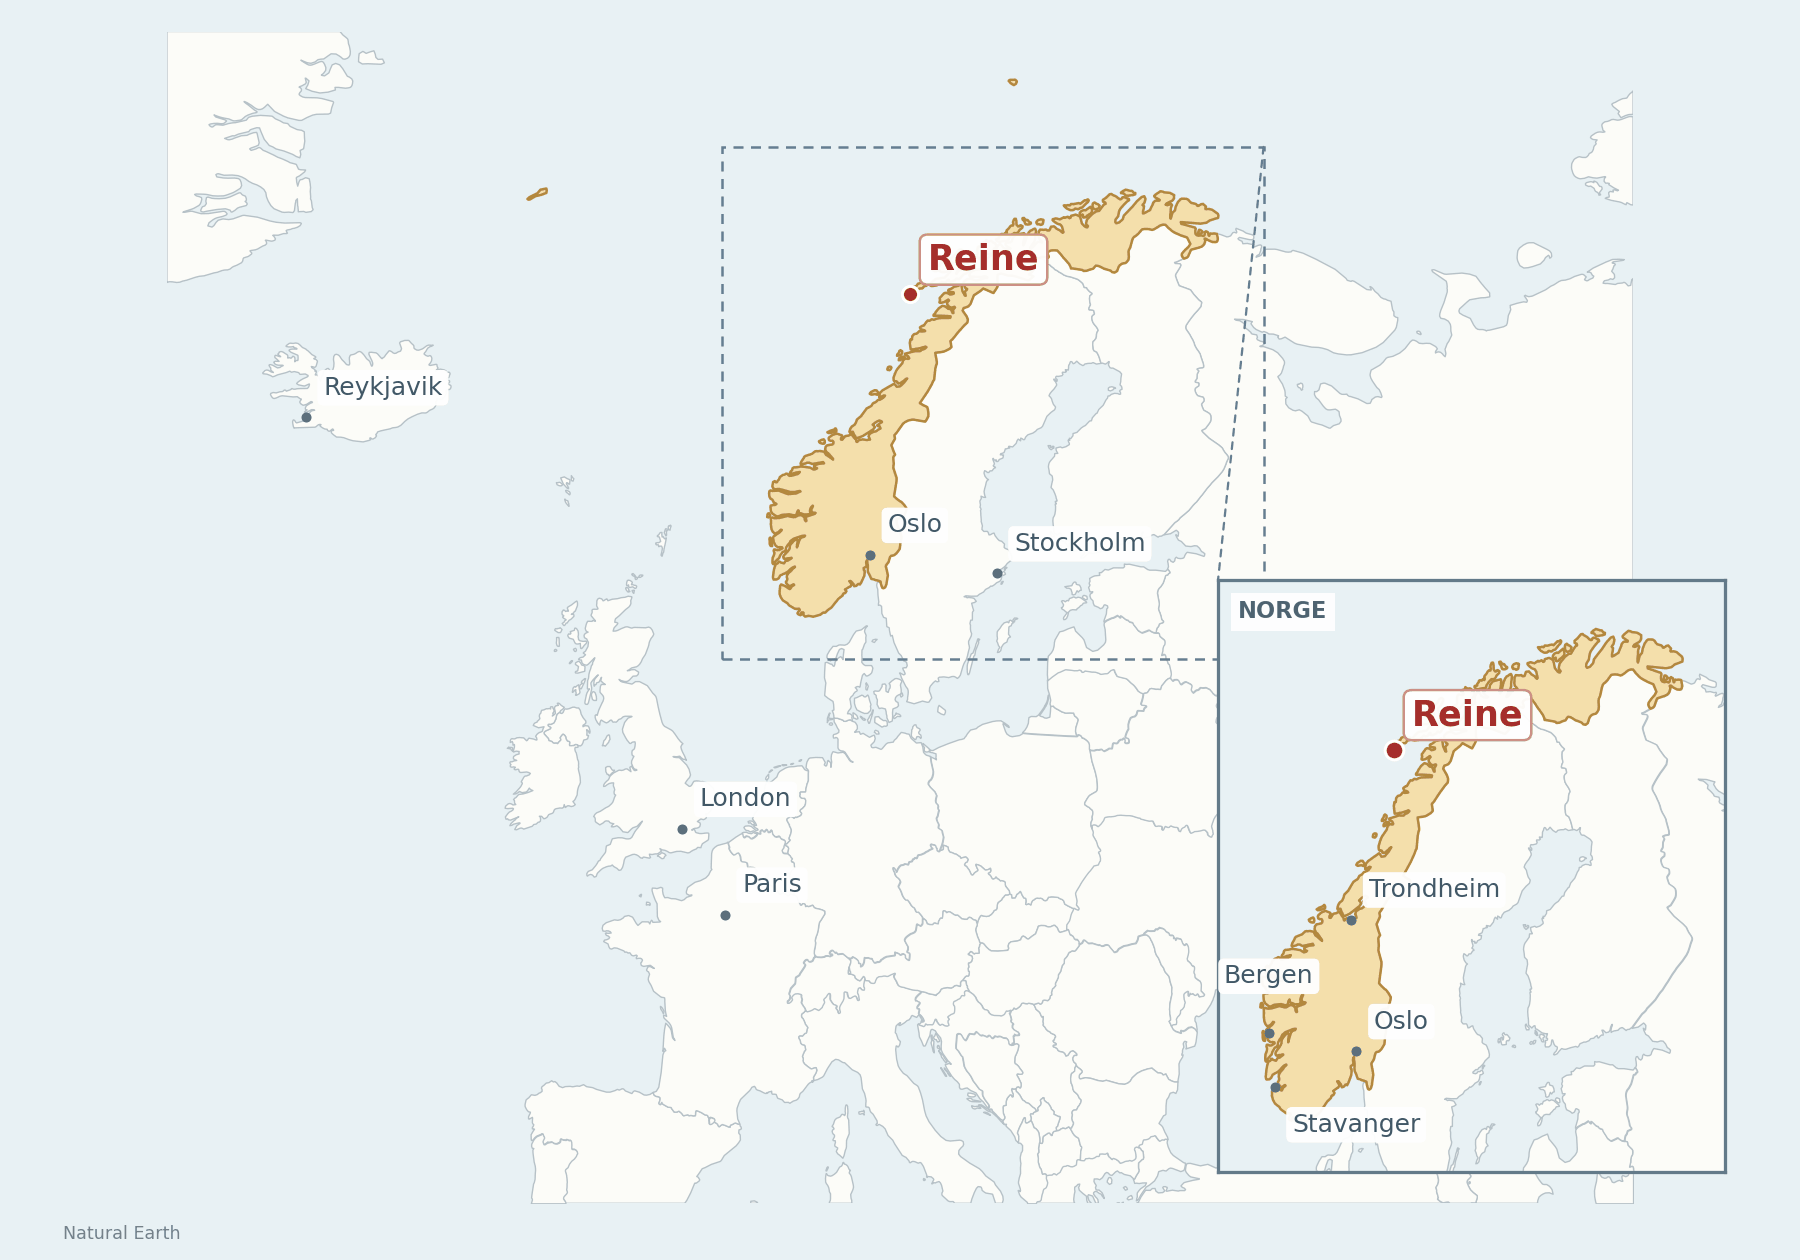 Reine
Reykjavik
Oslo
Stockholm
London
Paris
NORGE
Reine
Trondheim
Bergen
Oslo
Stavanger
Natural Earth